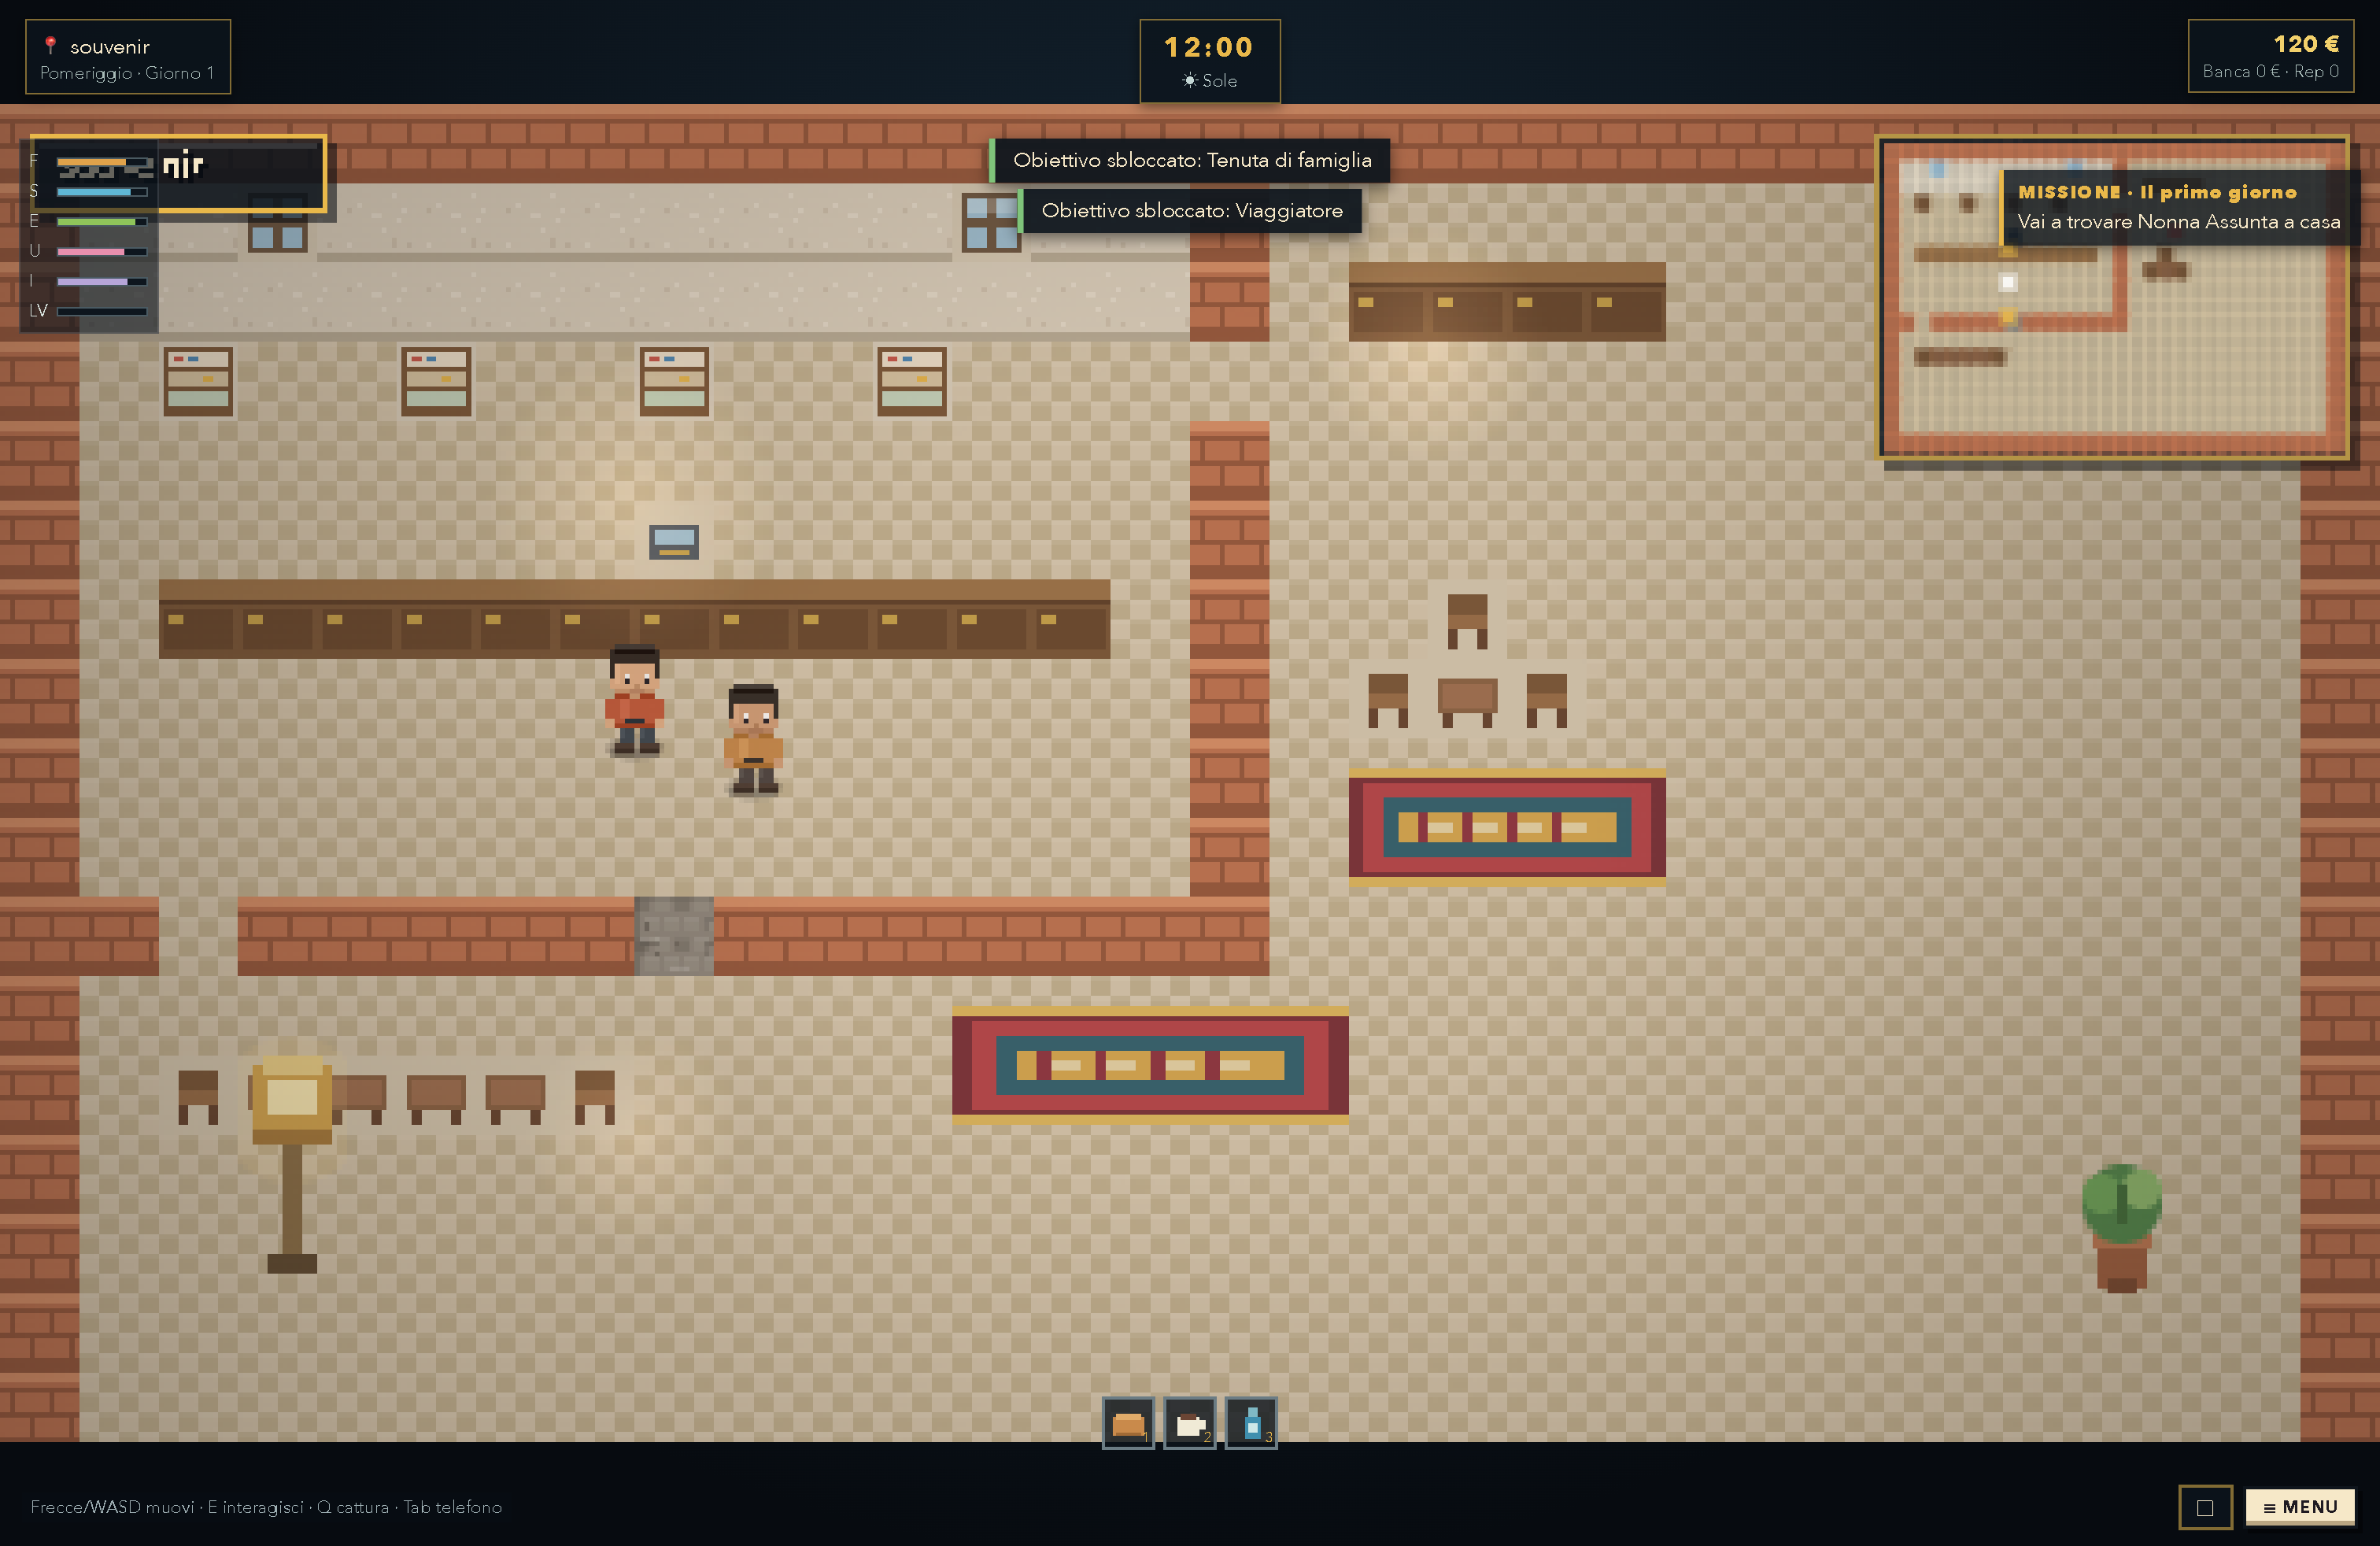 souvenir
Pomeriggio · Giorno 1
12:00
Sole
120 €
Banca 0 € · Rep 0
F
S
E
U
I
LV
Obiettivo sbloccato: Tenuta di famiglia
Obiettivo sbloccato: Viaggiatore
MISSIONE · Il primo giorno
Vai a trovare Nonna Assunta a casa
1
2
3
Frecce/WASD muovi · E interagisci · Q cattura · Tab telefono
≡ MENU